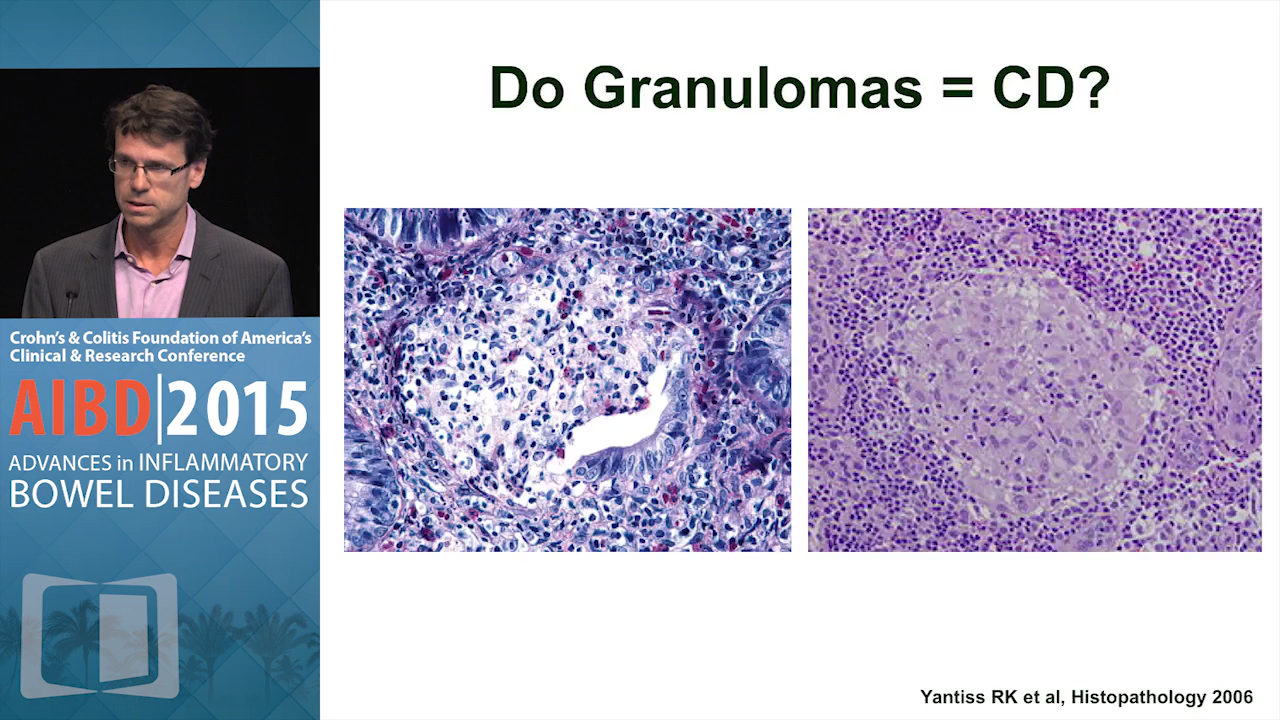 Do Granulomas = CD?
Crohn's & Colitis Foundation of America's
Clinical & Research Conference
AIBD|2015
ADVANCES in INFLAMMATORY
BOWEL DISEASES
Yantiss RK et al, Histopathology 2006